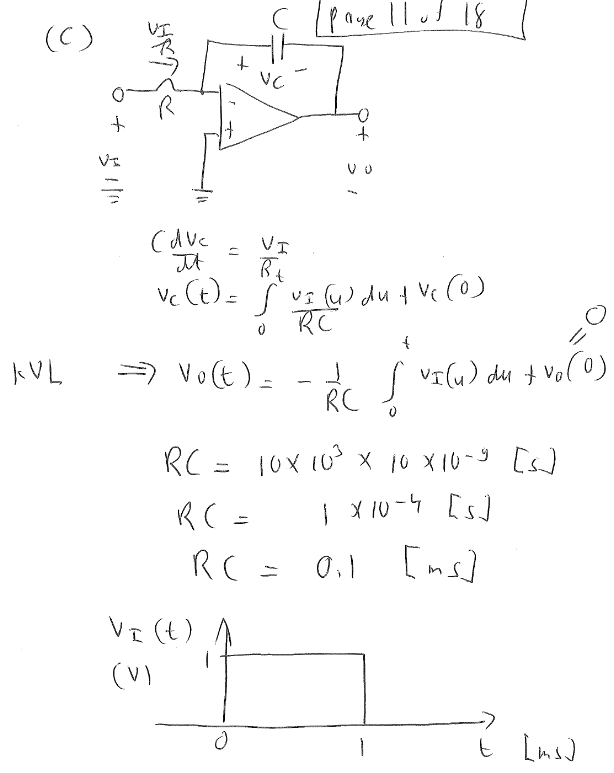 page 11 of 18
(C)
VI/R
C
+ VC -
R
-
+
+
VI
-
+
VO
-
C dVC/dt = VI/R
VC(t) = ∫₀ᵗ VI(u)/RC du + VC(0)
KVL ⇒ VO(t) = - 1/RC ∫₀ᵗ VI(u) du + VO(0) = 0
RC = 10 × 10³ × 10 × 10⁻⁹ [s]
RC = 1 × 10⁻⁴ [s]
RC = 0.1 [ms]
VI(t)
(V)
1
0 1 t [ms]